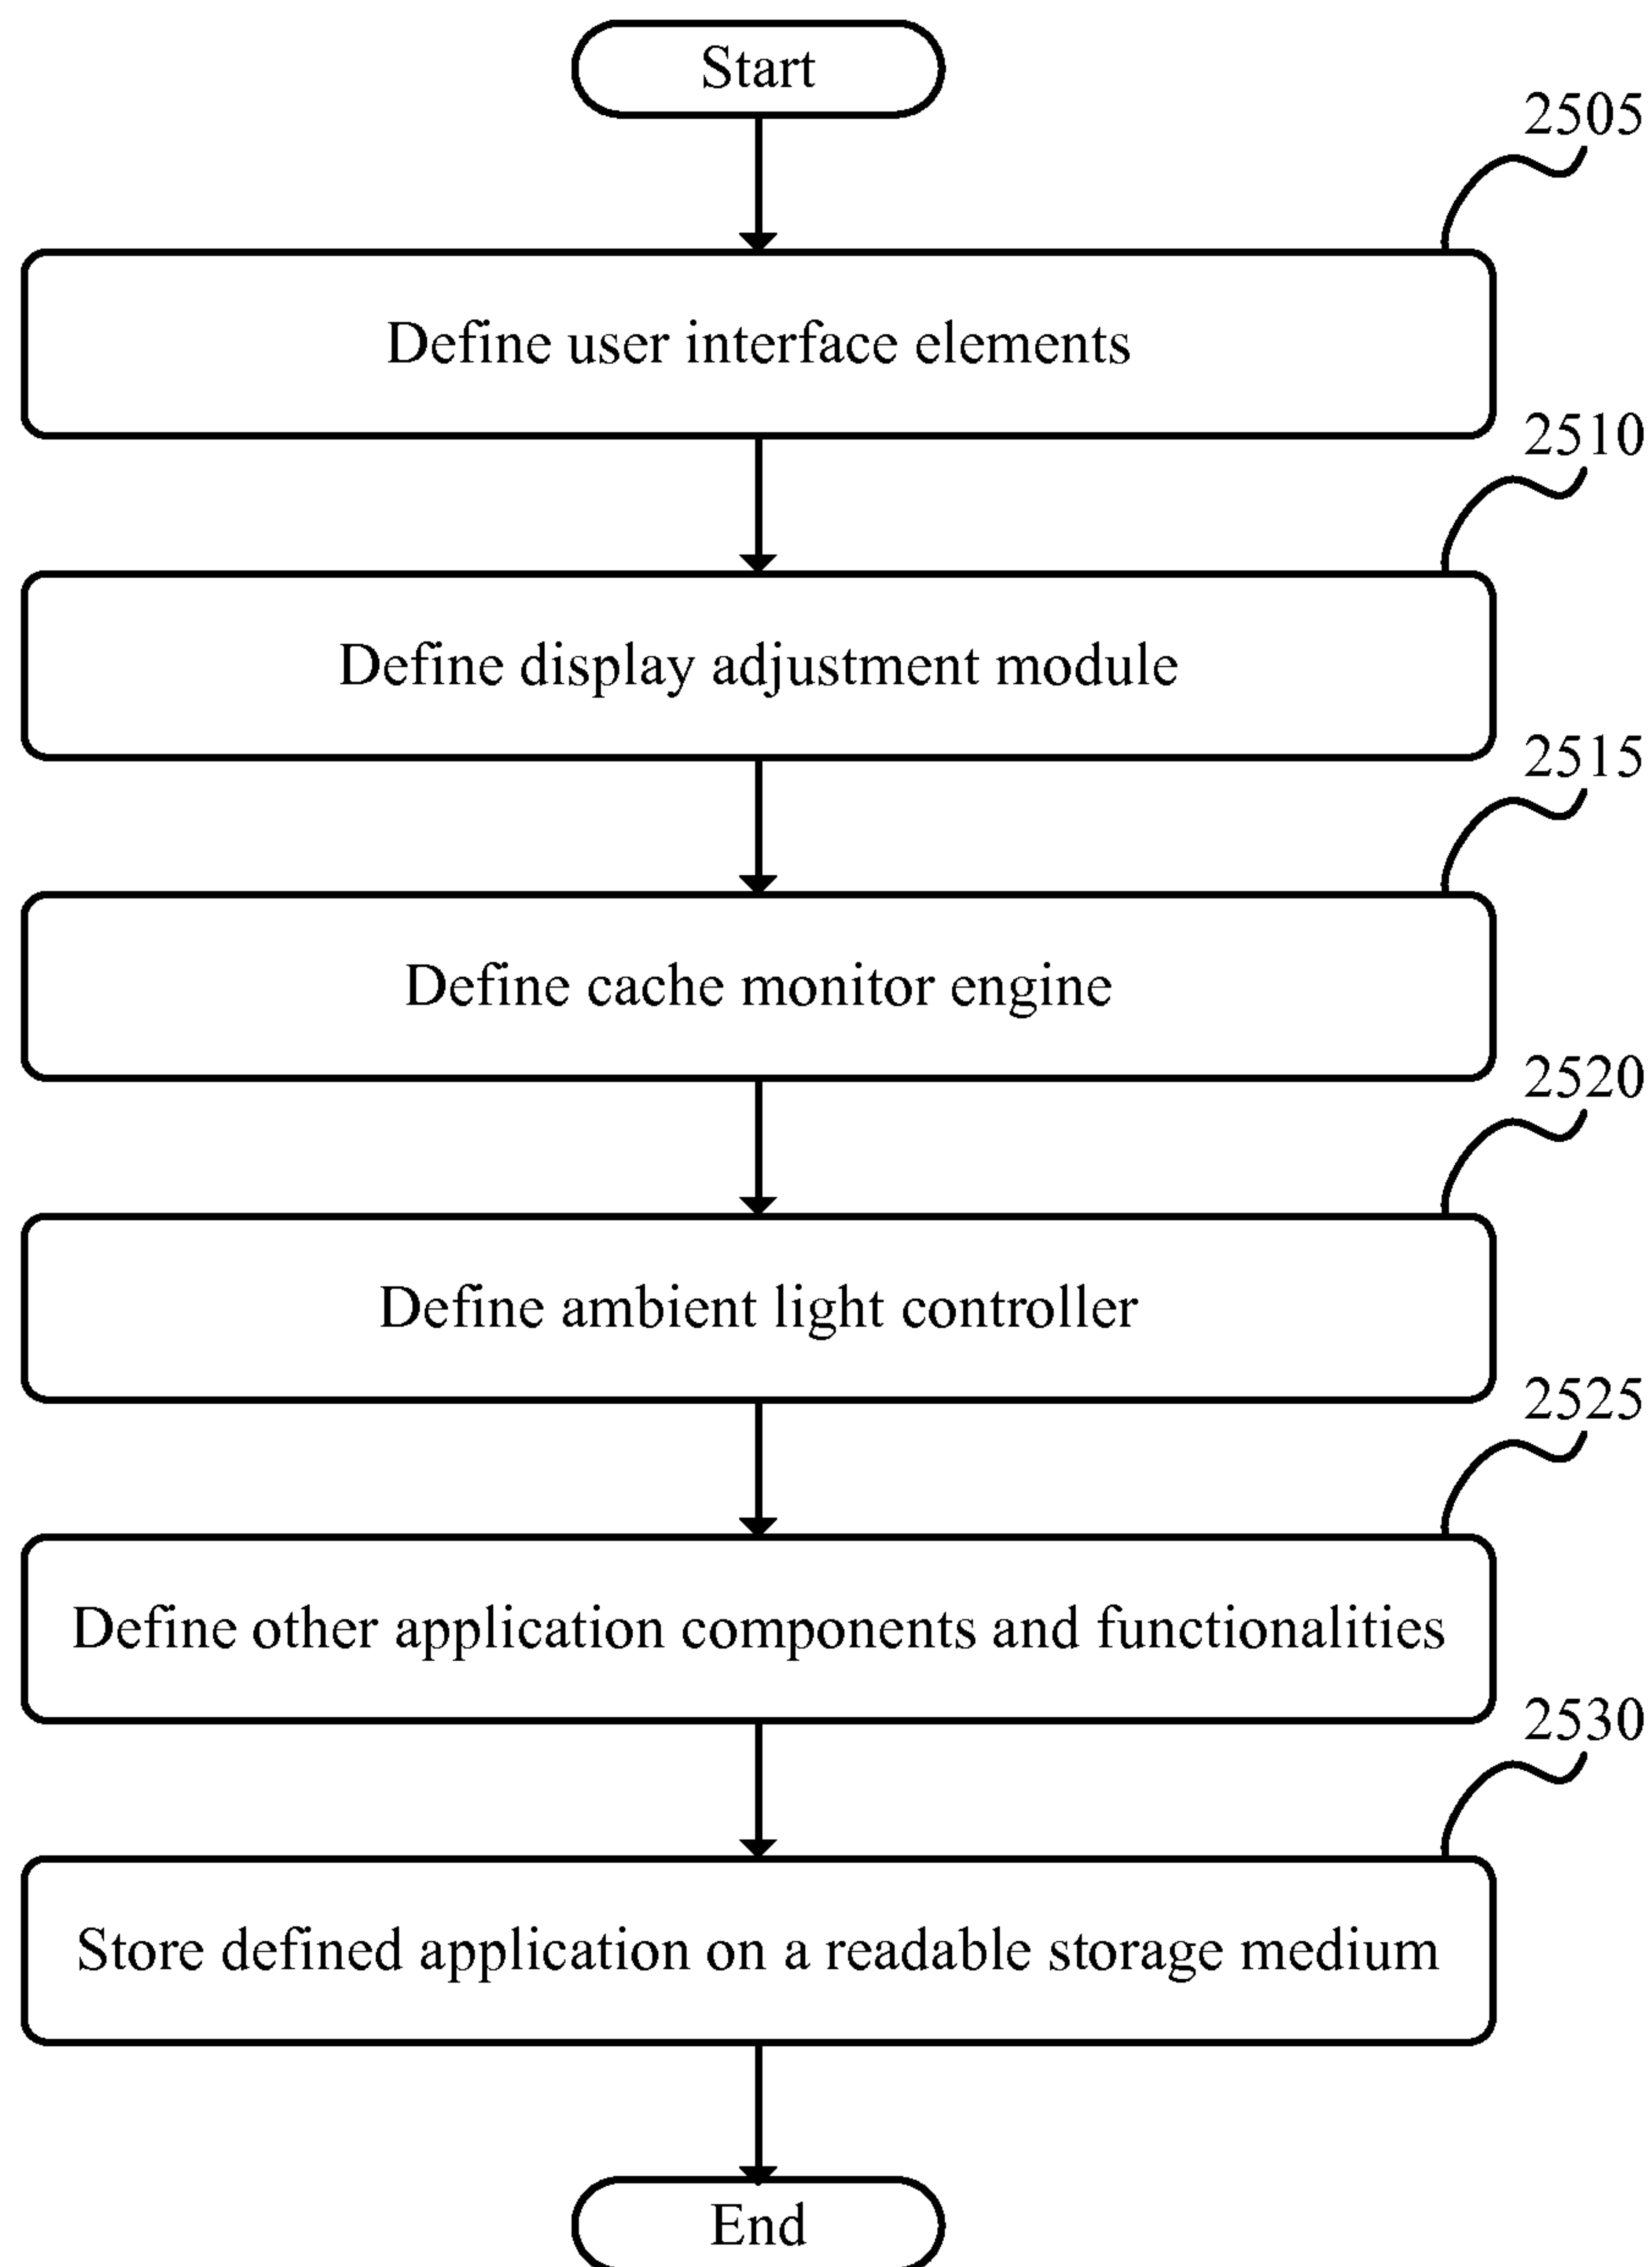 Start
2505
Define user interface elements
2510
Define display adjustment module
2515
Define cache monitor engine
2520
Define ambient light controller
2525
Define other application components and functionalities
2530
Store defined application on a readable storage medium
End